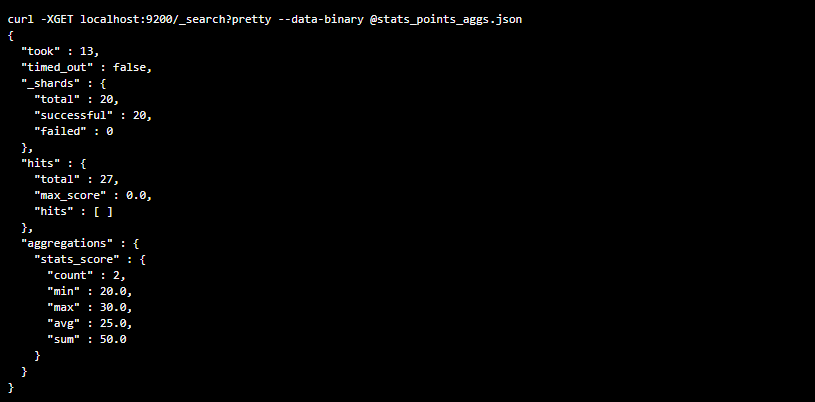 curl -XGET localhost:9200/_search?pretty --data-binary @stats_points_aggs.json
{
  "took" : 13,
  "timed_out" : false,
  "_shards" : {
    "total" : 20,
    "successful" : 20,
    "failed" : 0
  },
  "hits" : {
    "total" : 27,
    "max_score" : 0.0,
    "hits" : [ ]
  },
  "aggregations" : {
    "stats_score" : {
      "count" : 2,
      "min" : 20.0,
      "max" : 30.0,
      "avg" : 25.0,
      "sum" : 50.0
    }
  }
}